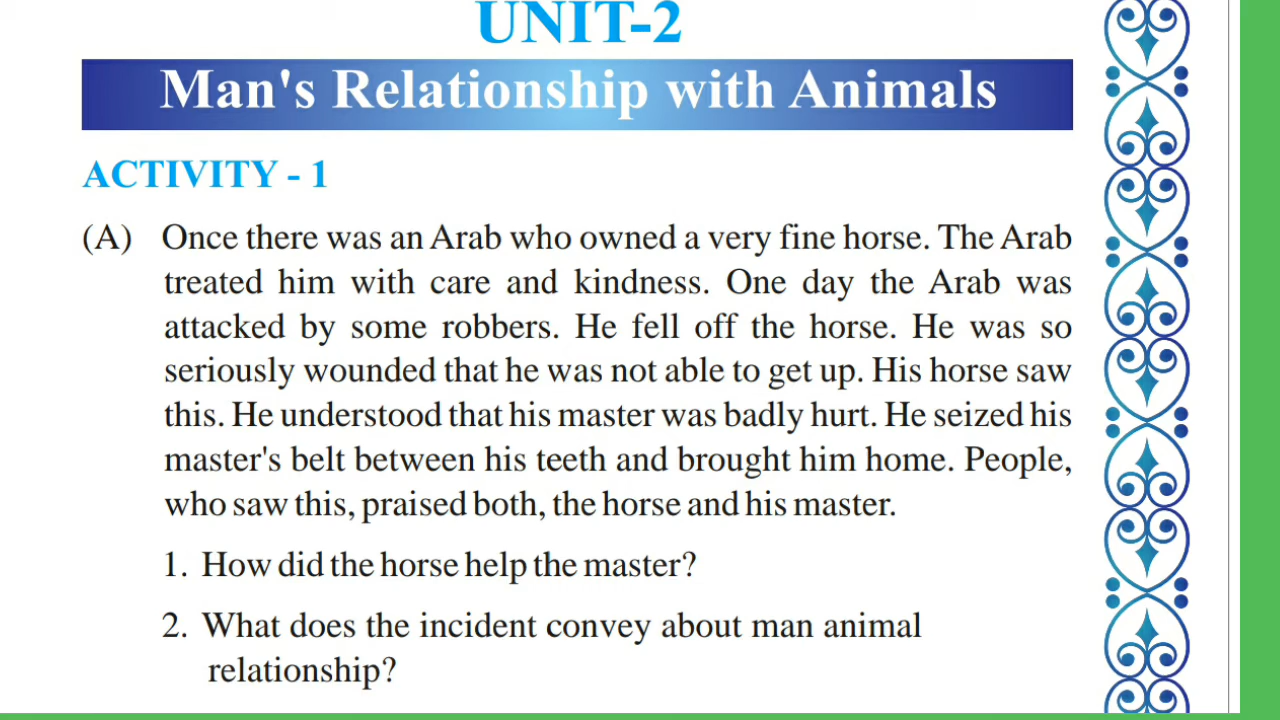 UNIT-2
Man's Relationship with Animals
ACTIVITY - 1
(A) Once there was an Arab who owned a very fine horse. The Arab
treated him with care and kindness. One day the Arab was
attacked by some robbers. He fell off the horse. He was so
seriously wounded that he was not able to get up. His horse saw
this. He understood that his master was badly hurt. He seized his
master's belt between his teeth and brought him home. People,
who saw this, praised both, the horse and his master.
1. How did the horse help the master?
2. What does the incident convey about man animal
relationship?